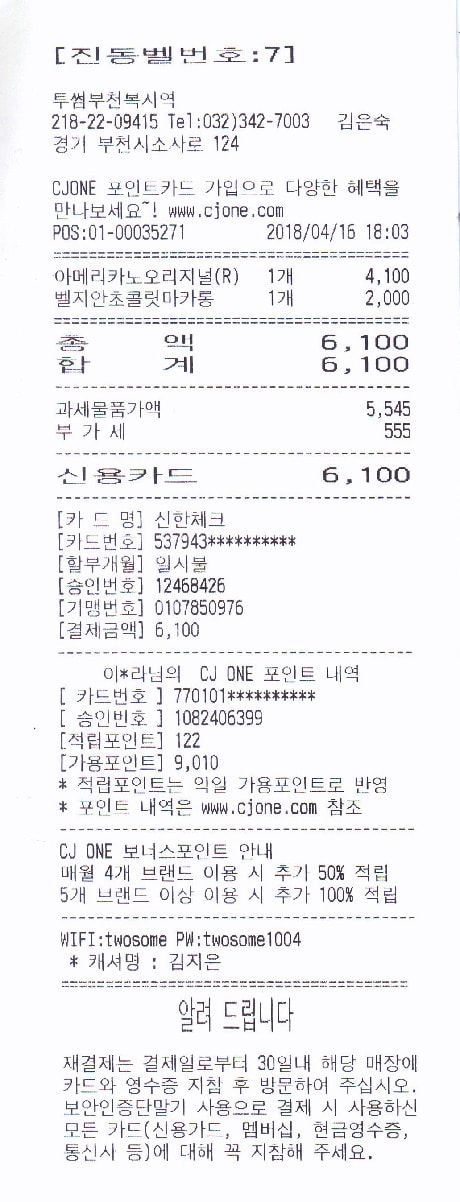 [진동벨번호:7]
투썸부천복사역
218-22-09415 Tel:032)342-7003 김은숙
경기 부천시소사로 124
CJONE 포인트카드 가입으로 다양한 혜택을
만나보세요~! www.cjone.com
POS:01-00035271 2018/04/16 18:03
아메리카노오리지널(R) 1개 4,100
벨지안초콜릿마카롱 1개 2,000
총 액 6,100
합 계 6,100
과세물품가액 5,545
부 가 세 555
신용카드 6,100
[카 드 명] 신한체크
[카드번호] 537943**********
[할부개월] 일시불
[승인번호] 12468426
[가맹번호] 0107850976
[결제금액] 6,100
이*라님의 CJ ONE 포인트 내역
[ 카드번호 ] 770101**********
[ 승인번호 ] 1082406399
[적립포인트] 122
[가용포인트] 9,010
* 적립포인트는 익일 가용포인트로 반영
* 포인트 내역은 www.cjone.com 참조
CJ ONE 보너스포인트 안내
매월 4개 브랜드 이용 시 추가 50% 적립
5개 브랜드 이상 이용 시 추가 100% 적립
WIFI:twosome PW:twosome1004
* 캐셔명 : 김지은
알려 드립니다
재결제는 결제일로부터 30일내 해당 매장에
카드와 영수증 지참 후 방문하여 주십시오.
보안인증단말기 사용으로 결제 시 사용하신
모든 카드(신용카드, 멤버십, 현금영수증,
통신사 등)에 대해 꼭 지참해 주세요.